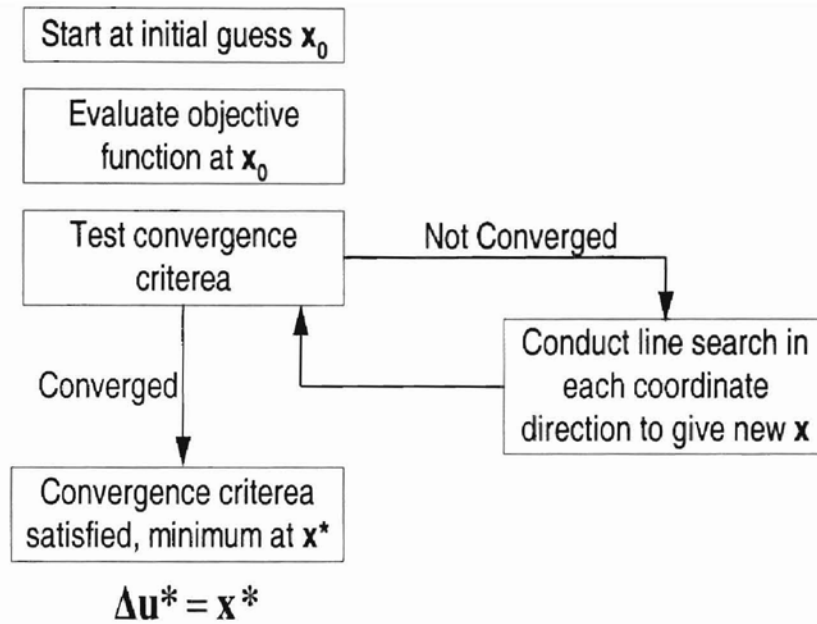 Start at initial guess x₀
Evaluate objective
function at x₀
Test convergence
criterea
Not Converged
Conduct line search in
each coordinate
direction to give new x
Converged
Convergence criterea
satisfied, minimum at x*
Δu* = x*